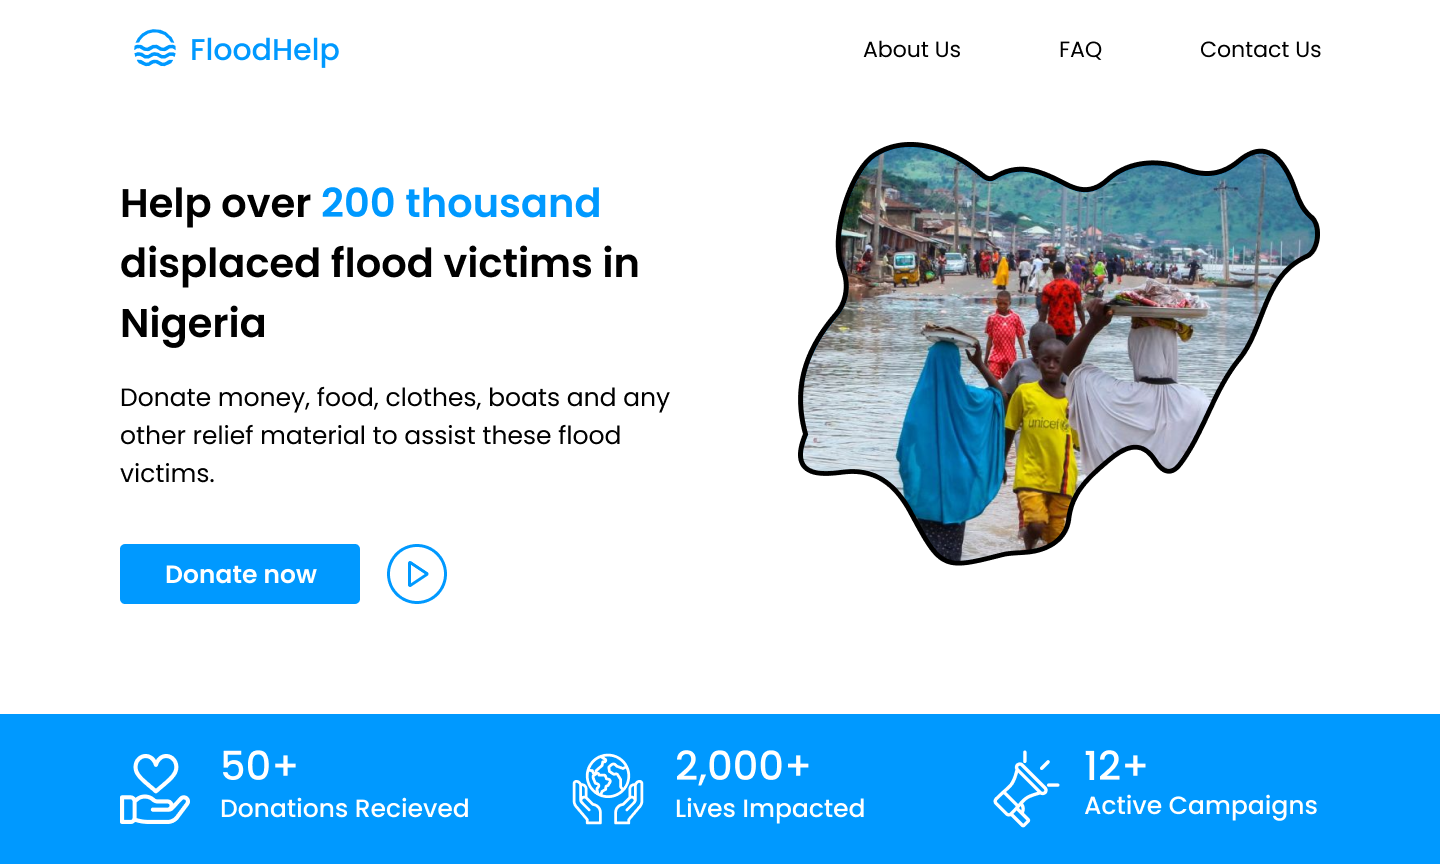 FloodHelp
About Us
FAQ
Contact Us
Help over 200 thousand
displaced flood victims in
Nigeria
Donate money, food, clothes, boats and any
other relief material to assist these flood
victims.
Donate now
unicef
50+
Donations Recieved
2,000+
Lives Impacted
12+
Active Campaigns